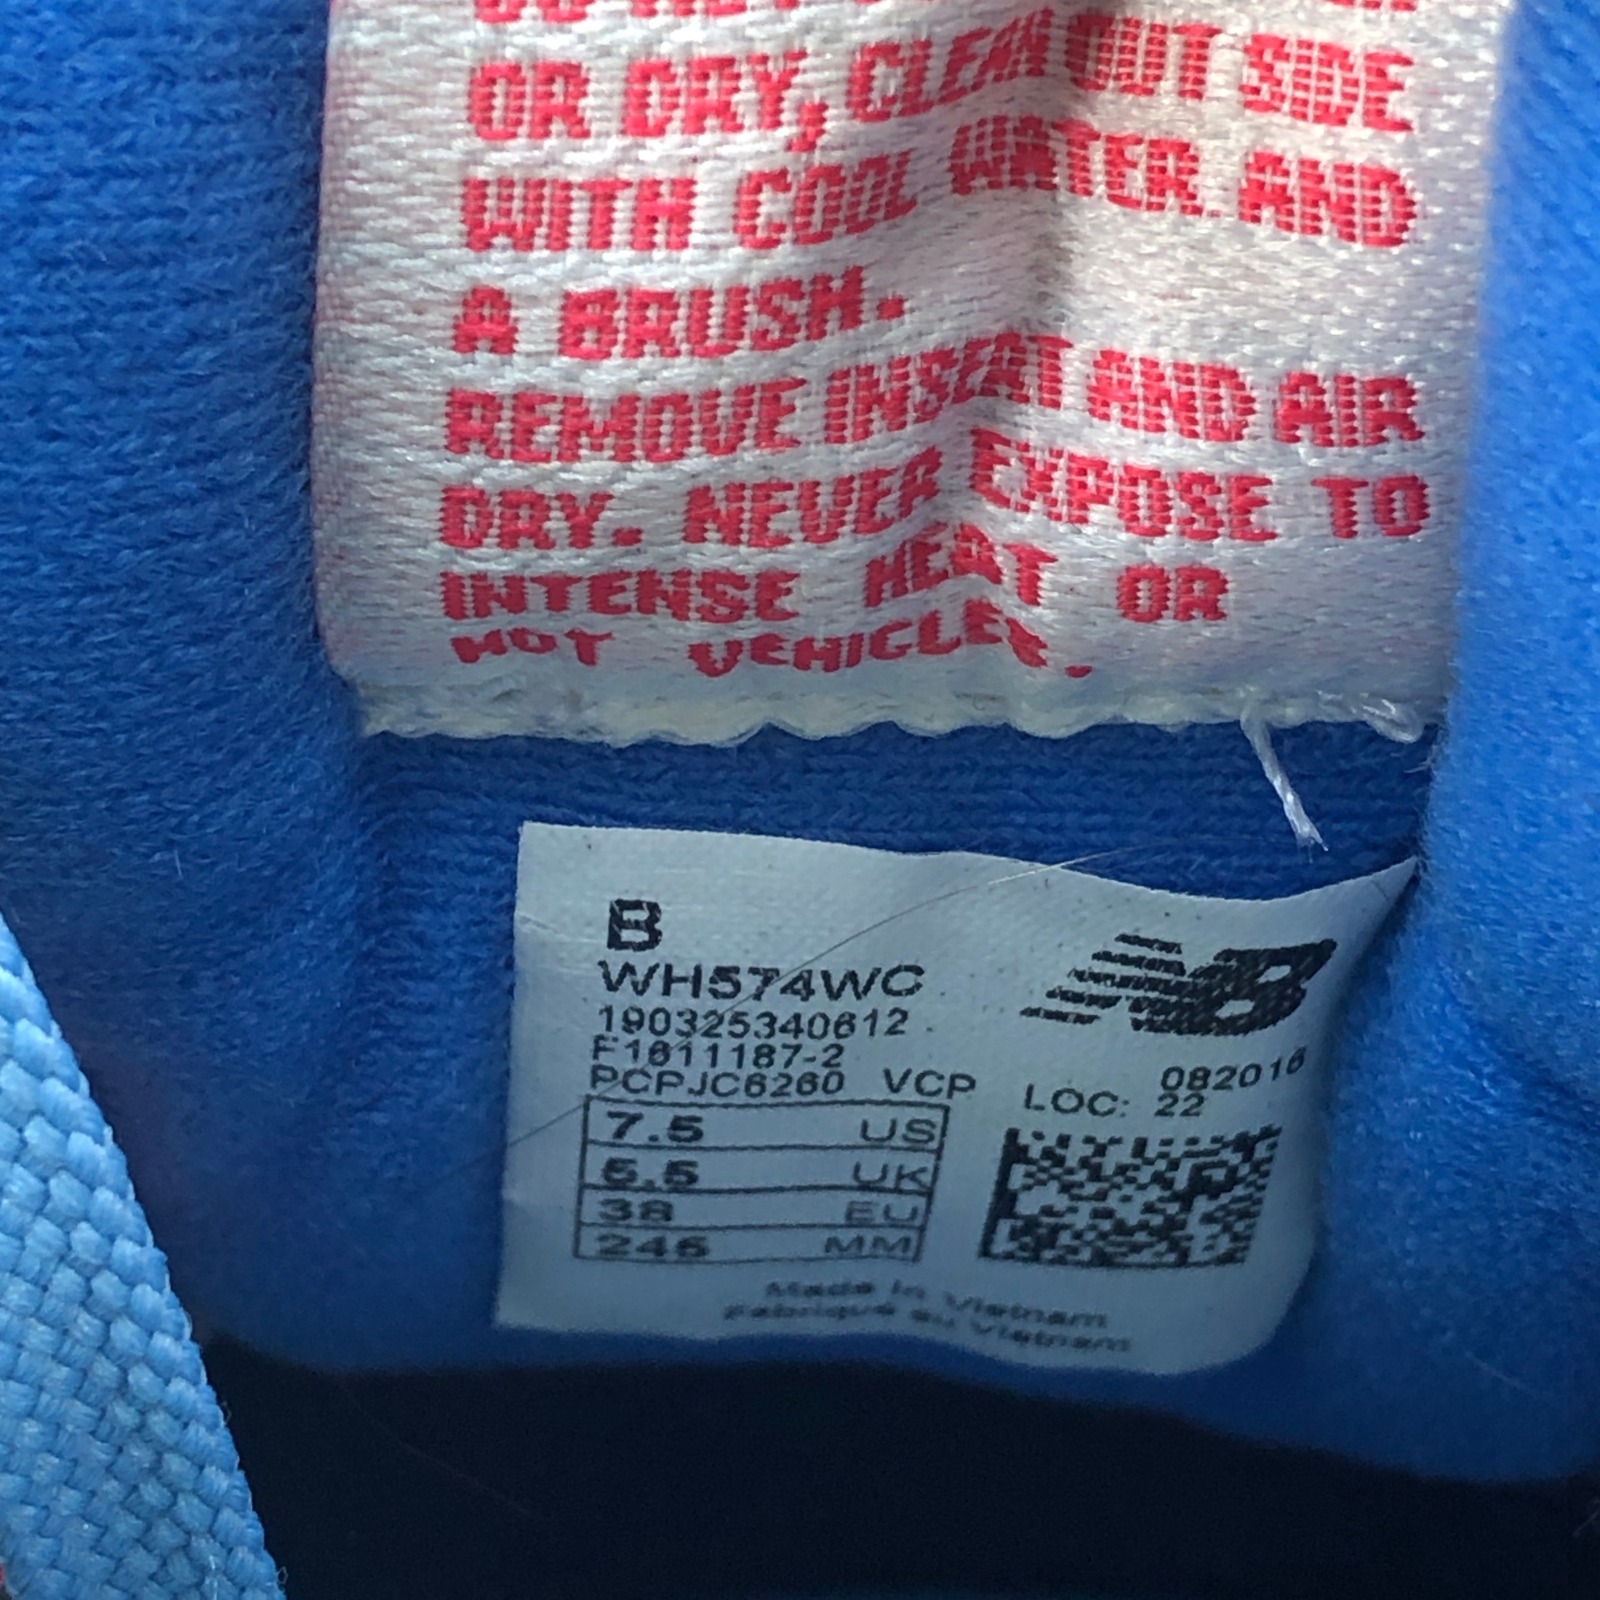 OR DRY, CLEAN OUT SIDE
WITH COOL WATER AND
A BRUSH.
REMOVE INSERT AND AIR
DRY. NEVER EXPOSE TO
INTENSE HEAT OR
HOT VEHICLES.
B
WH574WC
190325340612
F1611187-2
PCPJC6260 VCP
NB
082016
LOC: 22
7.5 US
5.5 UK
38 EU
245 MM
Made in Vietnam
Fabriqué au Vietnam